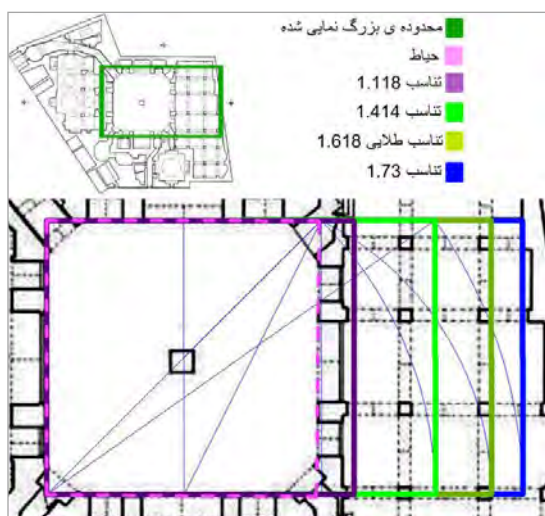 محدوده ی بزرگ نمایی شده
حیاط
تناسب 1.118
تناسب 1.414
تناسب طلایی 1.618
تناسب 1.73